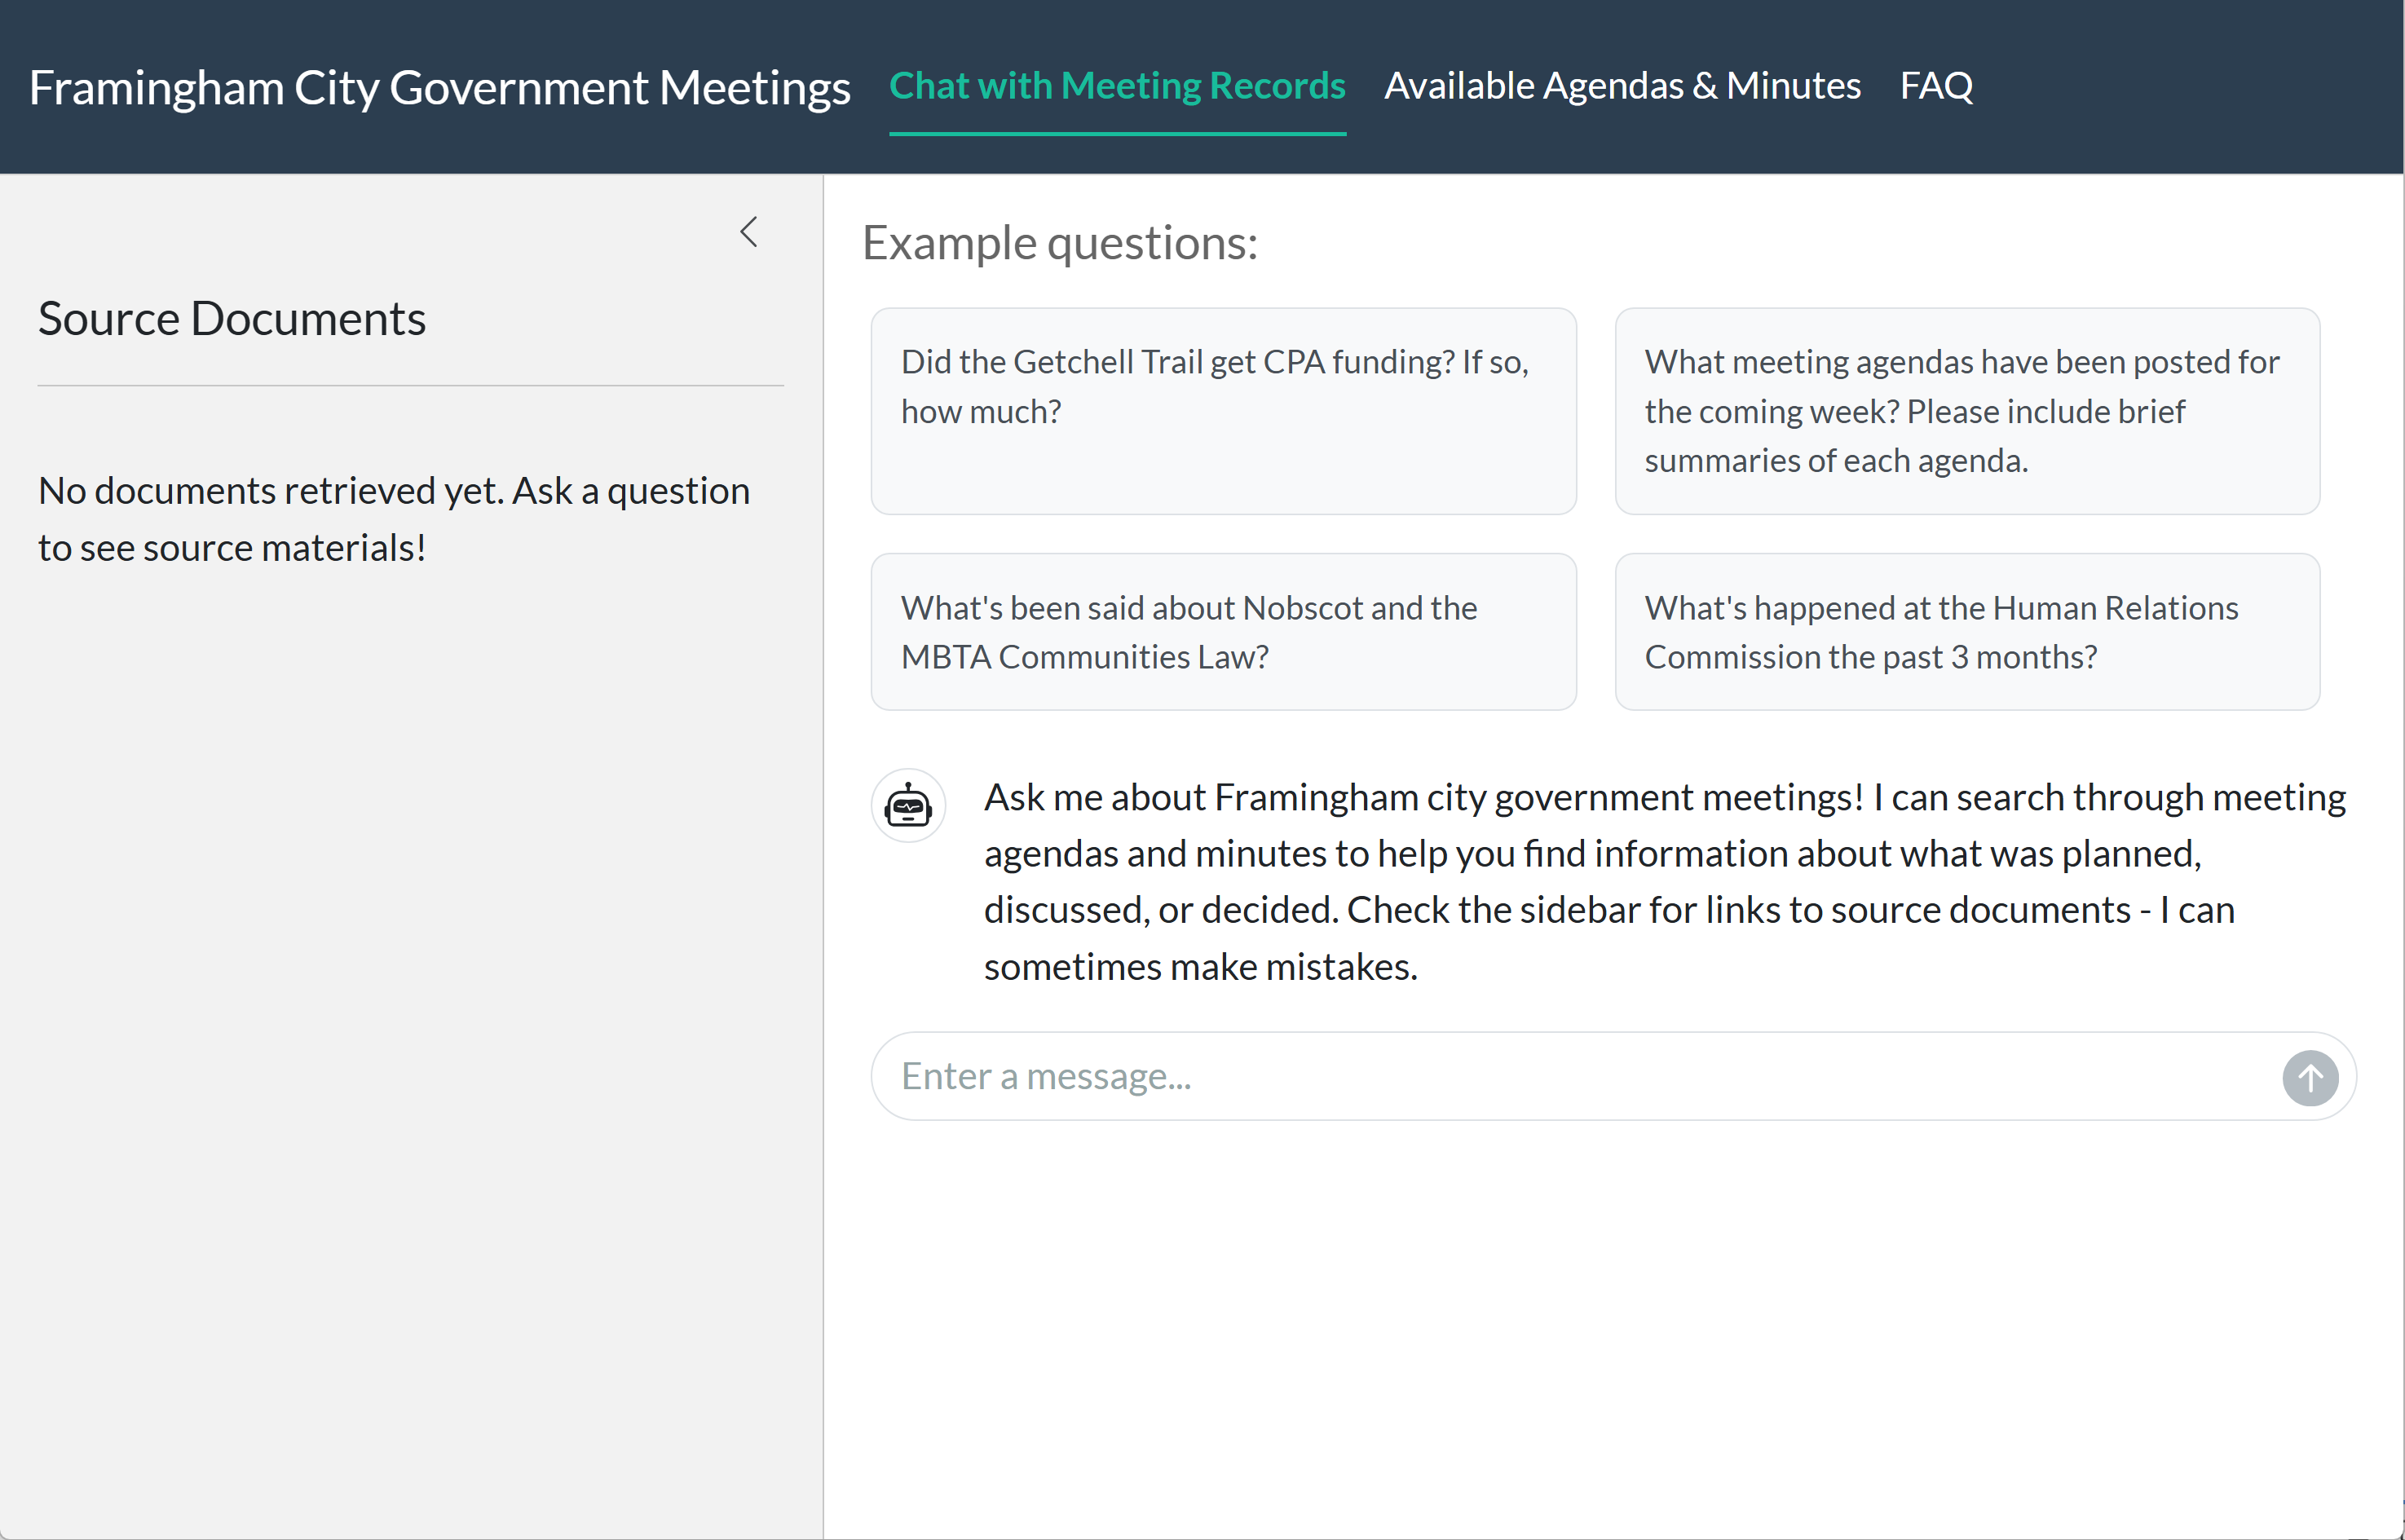 Framingham City Government Meetings
Chat with Meeting Records
Available Agendas & Minutes
FAQ
Source Documents
No documents retrieved yet. Ask a question
to see source materials!
Example questions:
Did the Getchell Trail get CPA funding? If so,
how much?
What meeting agendas have been posted for
the coming week? Please include brief
summaries of each agenda.
What's been said about Nobscot and the
MBTA Communities Law?
What's happened at the Human Relations
Commission the past 3 months?
Ask me about Framingham city government meetings! I can search through meeting
agendas and minutes to help you find information about what was planned,
discussed, or decided. Check the sidebar for links to source documents - I can
sometimes make mistakes.
Enter a message...